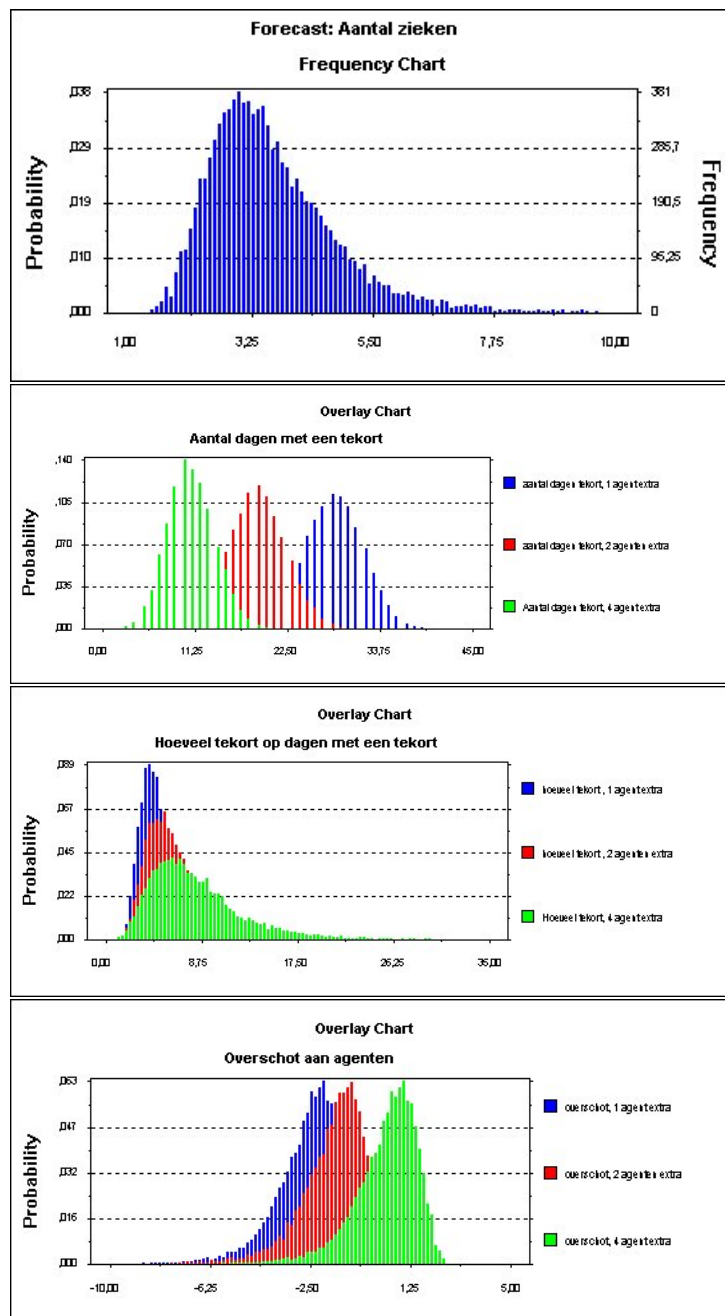 Forecast: Aantal zieken
Frequency Chart
Probability
Frequency
,038
,029
,019
,010
,000
381
285,7
190,5
95,25
0
1,00
3,25
5,50
7,75
10,00
Overlay Chart
Aantal dagen met een tekort
Probability
,140
,105
,070
,035
,000
0,00
11,25
22,50
33,75
45,00
aantal dagen tekort, 1 agent extra
aantal dagen tekort, 2 agenten extra
Aantal dagen tekort, 4 agent extra
Overlay Chart
Hoeveel tekort op dagen met een tekort
Probability
,089
,067
,045
,022
,000
0,00
8,75
17,50
26,25
35,00
hoeveel tekort , 1 agent extra
hoeveel tekort , 2 agenten extra
Hoeveel tekort, 4 agent extra
Overlay Chart
Overschot aan agenten
Probability
,063
,047
,032
,016
,000
-10,00
-6,25
-2,50
1,25
5,00
overschot, 1 agent extra
overschot, 2 agenten extra
overschot, 4 agent extra